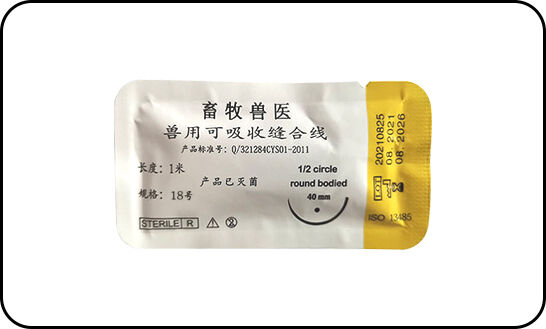 畜牧兽医
兽用可吸收缝合线
产品标准号：Q/321284CYS01-2011
长度：1米
产品已灭菌
规格：18号
1/2 circle
round bodied
40 mm
STERILE R
20210825
08. 2021
08. 2026
LOT
ISO 13485